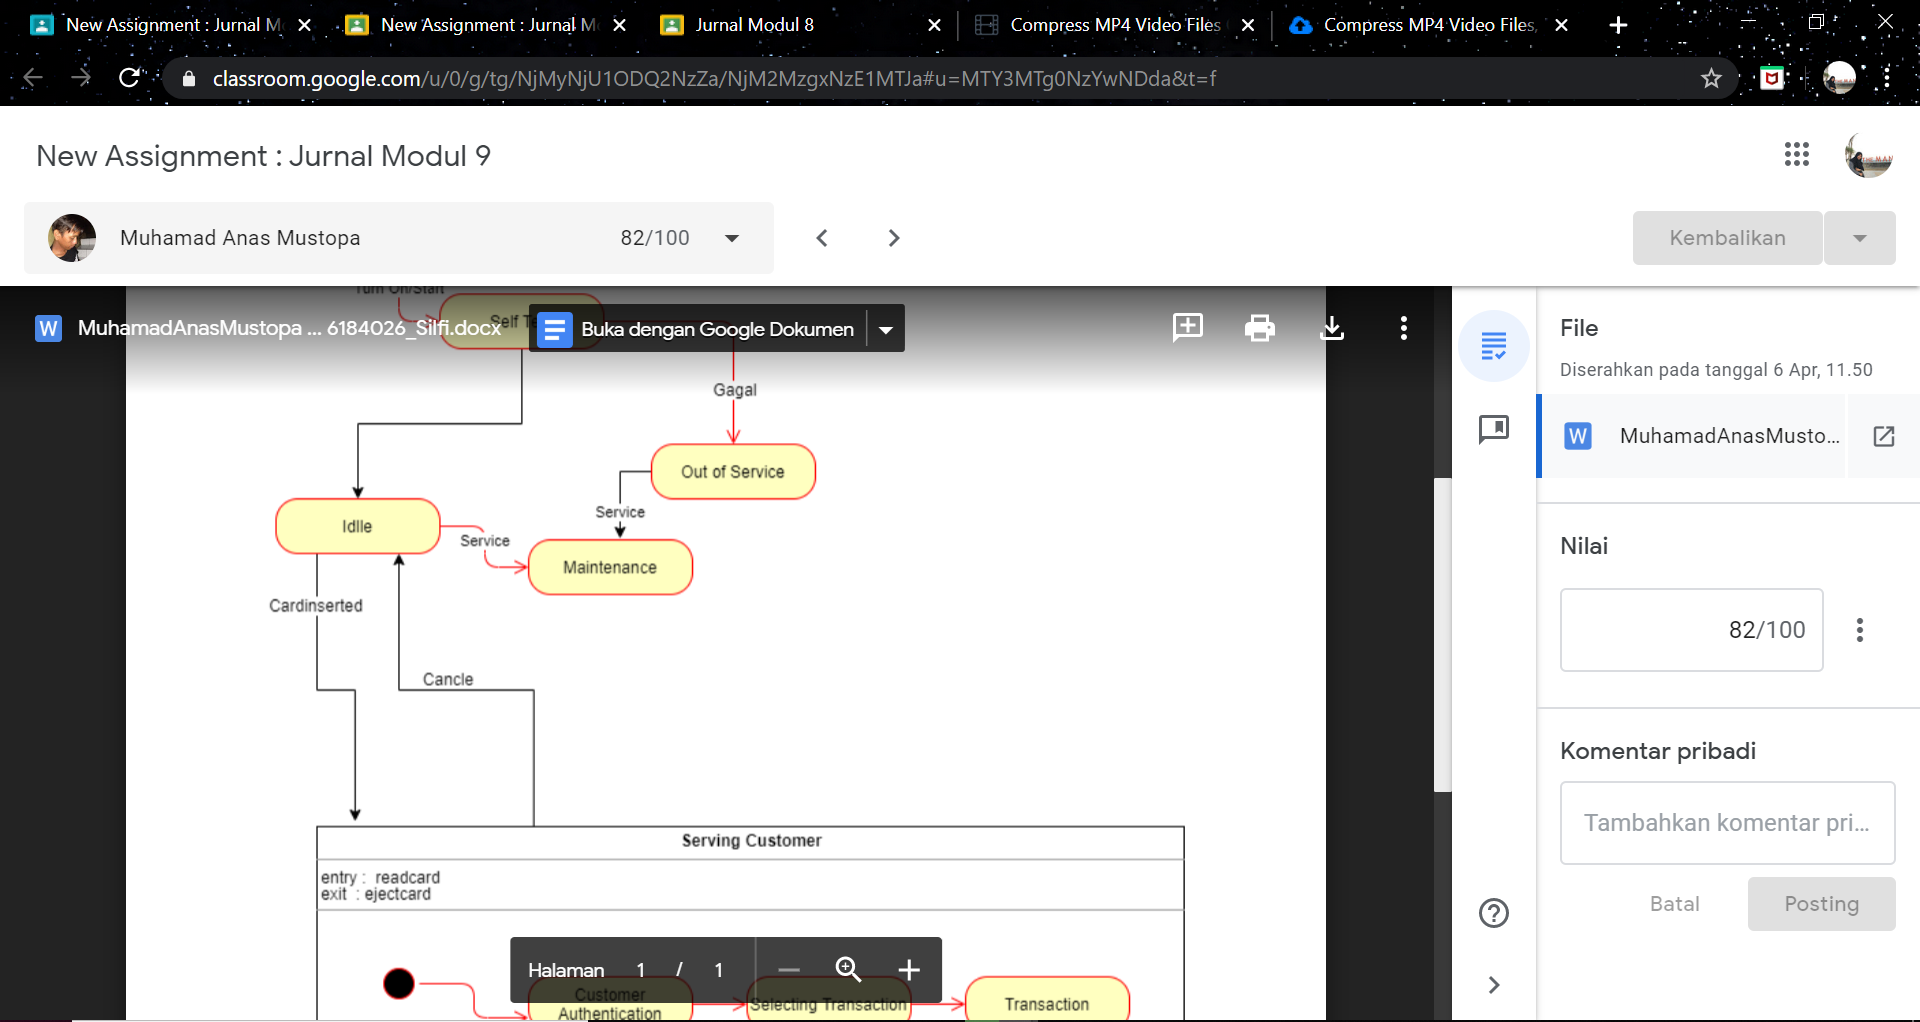 New Assignment : Jurnal M
New Assignment : Jurnal M
Jurnal Modul 8
Compress MP4 Video Files
Compress MP4 Video Files,
classroom.google.com/u/0/g/tg/NjMyNjU1ODQ2NzZa/NjM2MzgxNzE1MTJa#u=MTY3MTg0NzYwNDda&t=f
New Assignment : Jurnal Modul 9
Muhamad Anas Mustopa
82/100
Kembalikan
Turn On/Start
W MuhamadAnasMustopa ... 6184026_Silfi.docx
Self Te
Buka dengan Google Dokumen
Gagal
Out of Service
Service
Idlle
Service
Maintenance
Cardinserted
Cancle
Serving Customer
entry : readcard
exit : ejectcard
Halaman 1 / 1
Customer
Authentication
Selecting Transaction
Transaction
File
Diserahkan pada tanggal 6 Apr, 11.50
W MuhamadAnasMusto...
Nilai
82/100
Komentar pribadi
Tambahkan komentar pri...
Batal
Posting